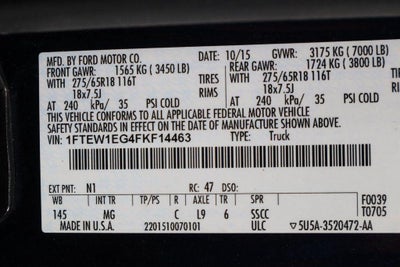 MFD. BY FORD MOTOR CO. 10/15 GVWR: 3175 KG ( 7000 LB)
FRONT GAWR: 1565 KG ( 3450 LB) REAR GAWR: 1724 KG ( 3800 LB)
WITH 275/65R18 116T TIRES WITH 275/65R18 116T
18x7.5J RIMS 18x7.5J
AT 240 kPa/ 35 PSI COLD AT 240 kPa/ 35 PSI COLD
THIS VEHICLE CONFORMS TO ALL APPLICABLE FEDERAL MOTOR VEHICLE
SAFETY STANDARDS IN EFFECT ON THE DATE OF MANUFACTURE SHOWN ABOVE.
VIN: 1FTEW1EG4FKF14463 TYPE: Truck
EXT PNT: N1 RC: 47 DSO:
WB BRK INT TR TP/PS R AXLE TR SPR F0039
145 MG C L9 6 SSCC T0705
MADE IN U.S.A. 2201510070101 ULC ▽5U5A-3520472-AA